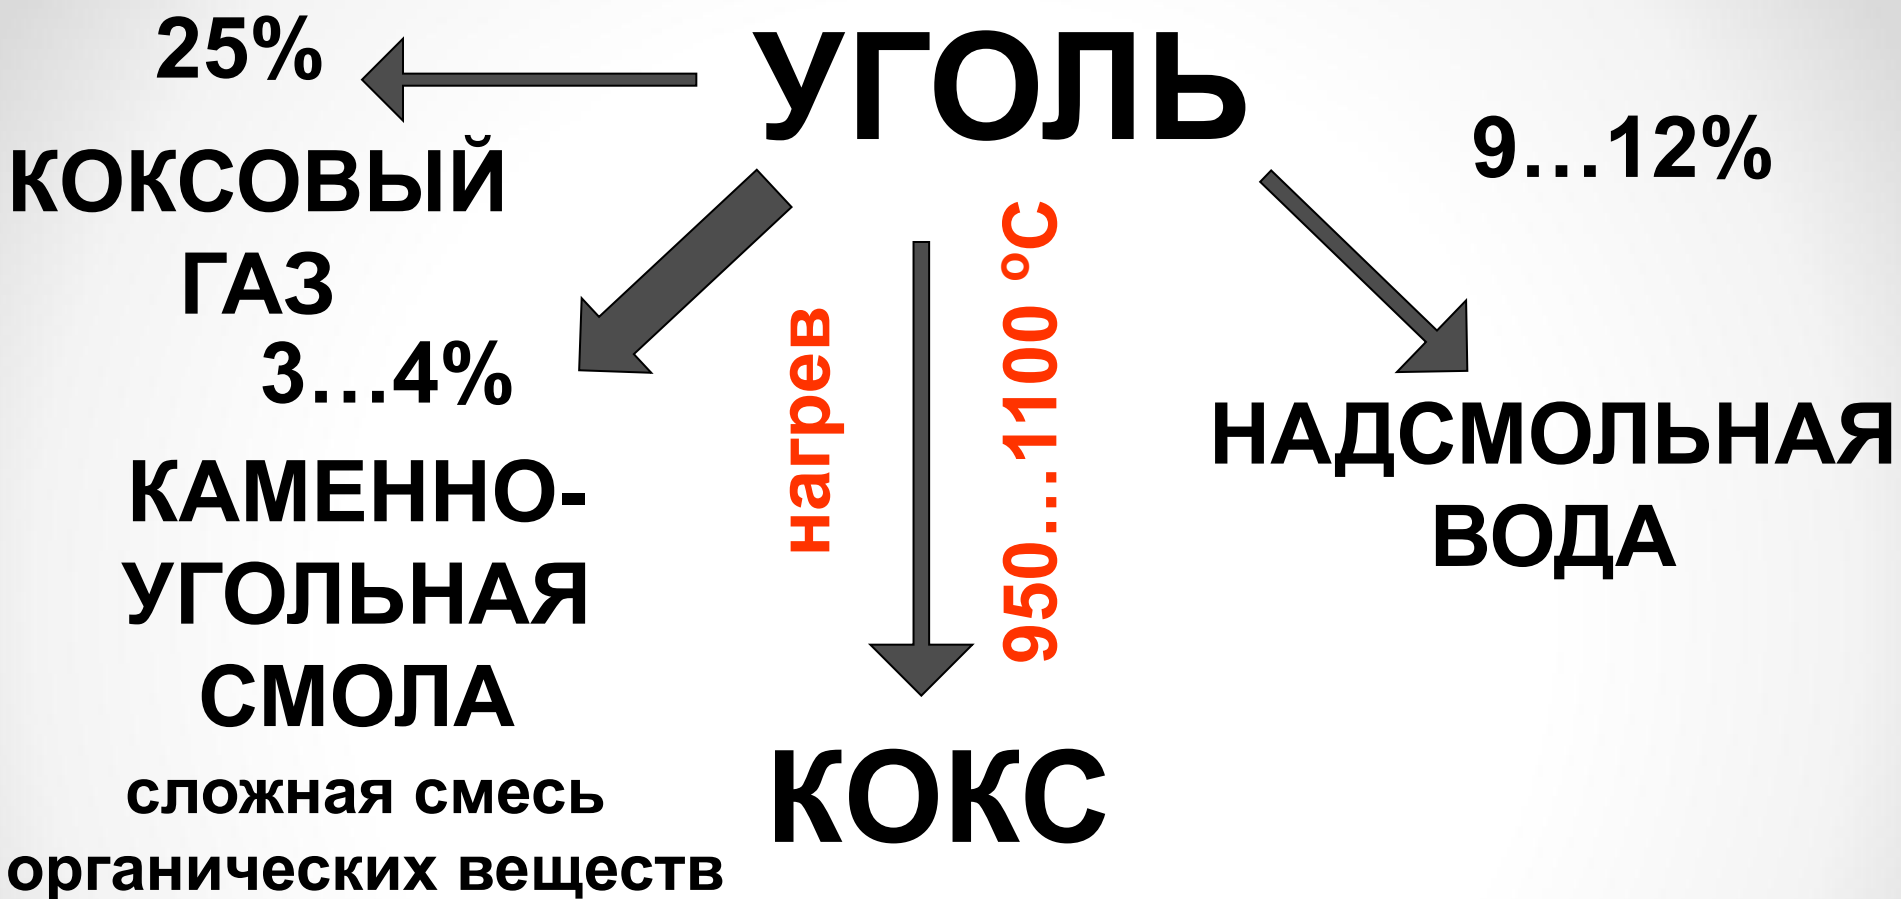 УГОЛЬ
25%
КОКСОВЫЙ
ГАЗ
3...4%
КАМЕННО-
УГОЛЬНАЯ
СМОЛА
сложная смесь
органических веществ
нагрев
950...1100 °С
КОКС
9...12%
НАДСМОЛЬНАЯ
ВОДА